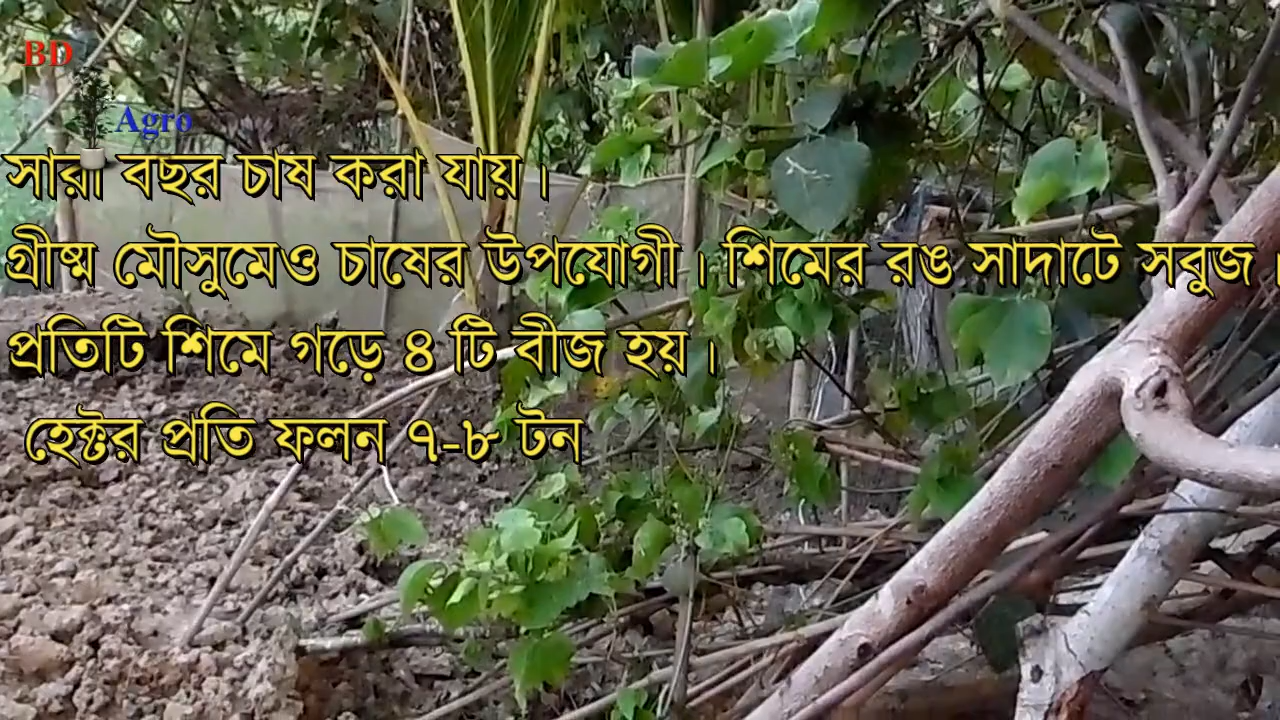 BD
Agro
সারা বছর চাষ করা যায়।
গ্রীষ্ম মৌসুমেও চাষের উপযোগী। শিমের রঙ সাদাটে সবুজ।
প্রতিটি শিমে গড়ে ৪ টি বীজ হয়।
হেক্টর প্রতি ফলন ৭-৮ টন